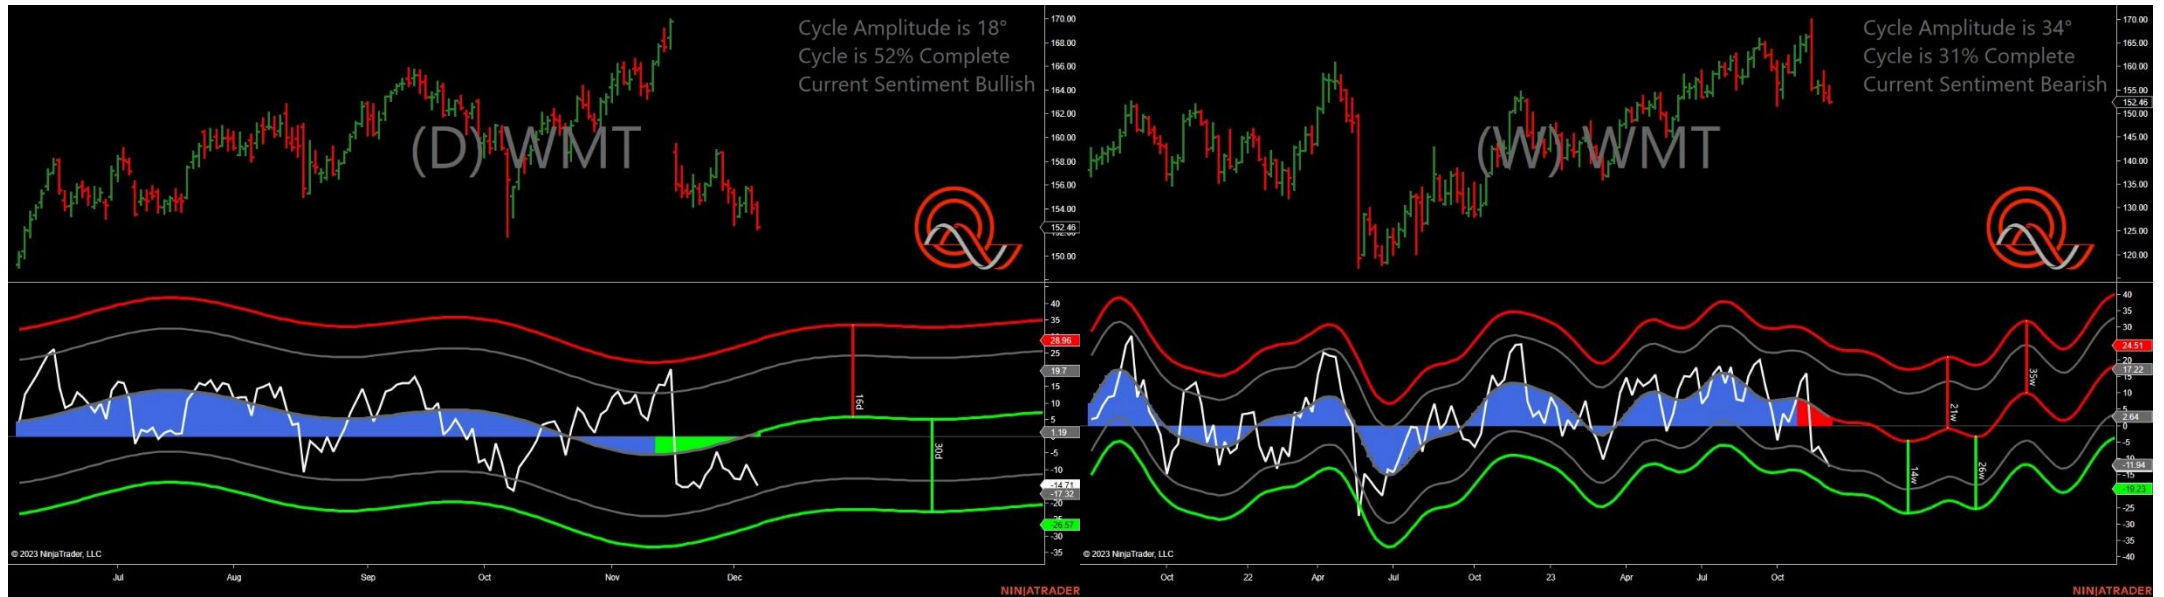 Cycle Amplitude is 18°
Cycle is 52% Complete
Current Sentiment Bullish
(D) WMT
170.00
168.00
166.00
164.00
162.00
160.00
158.00
156.00
154.00
152.46
150.00
40
35
28.96
25
19.7
15
10
5
1.19
-5
-10
-14.71
-17.32
-20
-26.57
-30
-35
16d
30d
© 2023 NinjaTrader, LLC
Jul
Aug
Sep
Oct
Nov
Dec
NINJATRADER
Cycle Amplitude is 34°
Cycle is 31% Complete
Current Sentiment Bearish
(W) WMT
170.00
165.00
160.00
155.00
152.46
145.00
140.00
135.00
130.00
125.00
120.00
40
35
30
24.51
20
17.22
10
5
2.64
0
-5
-11.94
-15
-19.23
-25
-30
-35
-40
14w
21w
26w
35w
© 2023 NinjaTrader, LLC
Oct
22
Apr
Jul
Oct
23
Apr
Jul
Oct
NINJATRADER